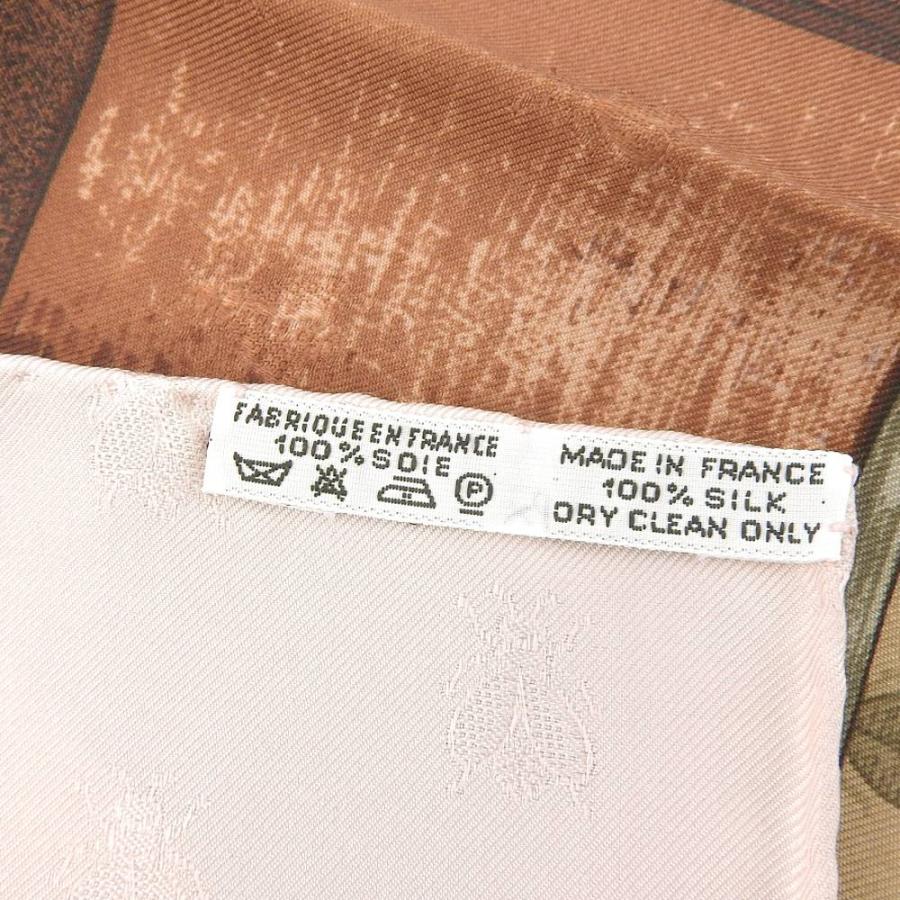 FABRIQUE EN FRANCE
100% SOIE
P
MADE IN FRANCE
100% SILK
DRY CLEAN ONLY